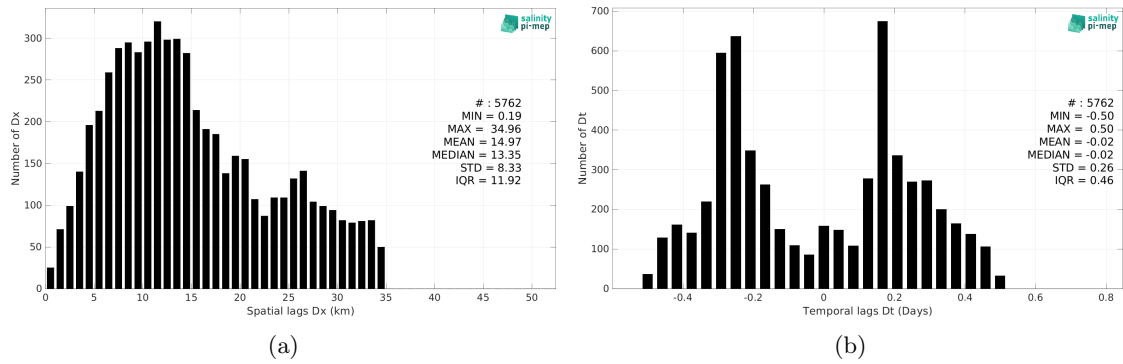 salinity
pi-mep
300
250
200
150
100
50
0
Number of Dx
# : 5762
MIN = 0.19
MAX = 34.96
MEAN = 14.97
MEDIAN = 13.35
STD = 8.33
IQR = 11.92
0 5 10 15 20 25 30 35 40 45 50
Spatial lags Dx (km)
(a)
salinity
pi-mep
700
600
500
400
300
200
100
0
Number of Dt
# : 5762
MIN = -0.50
MAX = 0.50
MEAN = -0.02
MEDIAN = -0.02
STD = 0.26
IQR = 0.46
-0.4 -0.2 0 0.2 0.4 0.6 0.8
Temporal lags Dt (Days)
(b)